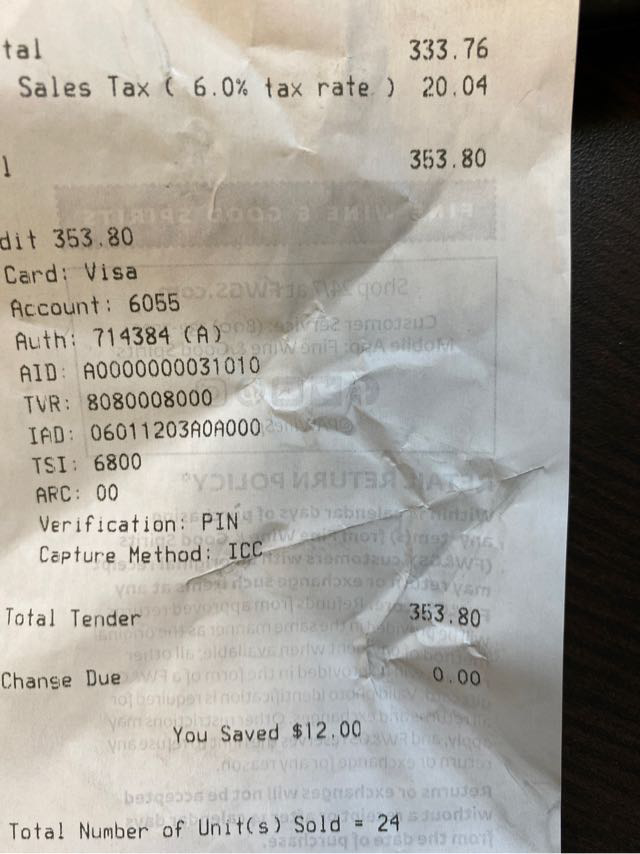 tal 333.76
Sales Tax ( 6.0% tax rate ) 20.04
l 353.80
dit 353.80
Card: Visa
Account: 6055
Auth: 714384 (A)
AID: A0000000031010
TVR: 8080008000
IAD: 06011203A0A000
TSI: 6800
ARC: 00
Verification: PIN
Capture Method: ICC
Total Tender 353.80
Change Due 0.00
You Saved $12.00
Total Number of Unit(s) Sold = 24